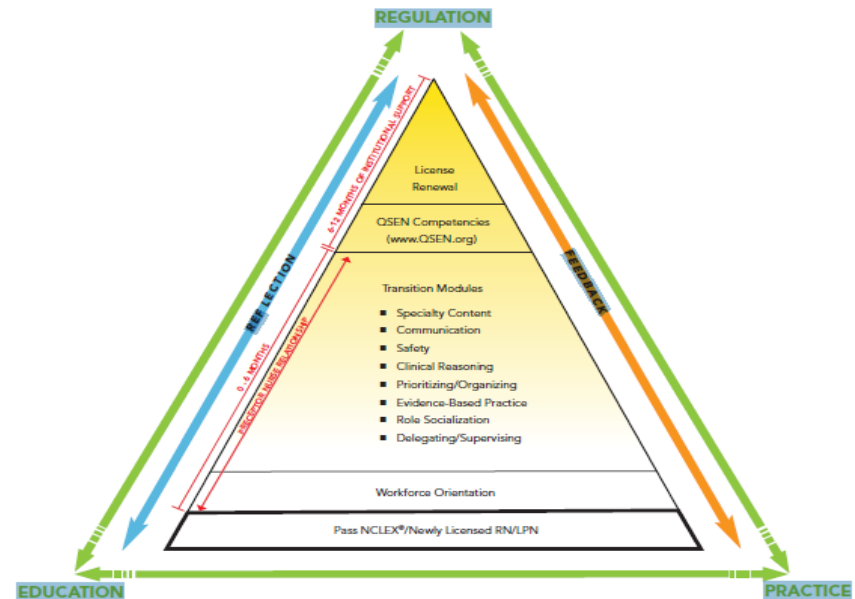 REGULATION
6-12 MONTHS OF INSTITUTIONAL SUPPORT
License
Renewal
QSEN Competencies
(www.QSEN.org)
REFLECTION
FEEDBACK
Transition Modules
■ Specialty Content
■ Communication
■ Safety
■ Clinical Reasoning
■ Prioritizing/Organizing
■ Evidence-Based Practice
■ Role Socialization
■ Delegating/Supervising
0 - 6 MONTHS
PRECEPTOR NURSE RELATIONSHIP
Workforce Orientation
Pass NCLEX®/Newly Licensed RN/LPN
EDUCATION
PRACTICE